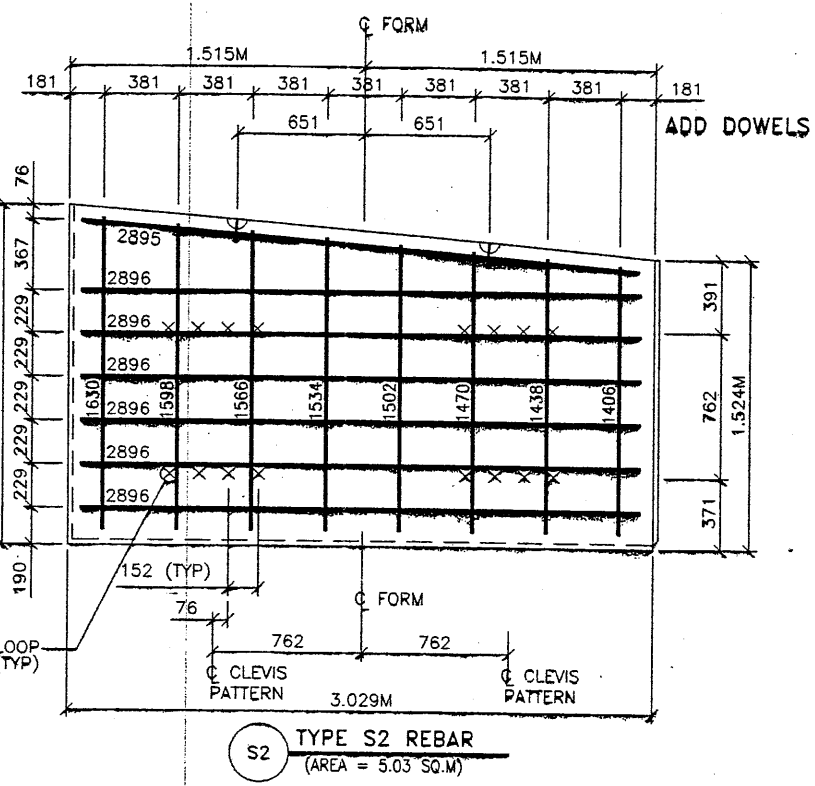 ℄ FORM
1.515M 1.515M
181 381 381 381 381 381 381 381 181
651 651
ADD DOWELS
76
367
229
229
229
229
229
190
2895
2896
2896
2896
2896
2896
2896
1630 1598 1566 1534 1502 1470 1438 1406
391
762
371
1.524M
152 (TYP)
76
℄ FORM
762 762
OOP
TYP)
℄ CLEVIS
PATTERN
℄ CLEVIS
PATTERN
3.029M
S2
TYPE S2 REBAR
(AREA = 5.03 SQ.M)